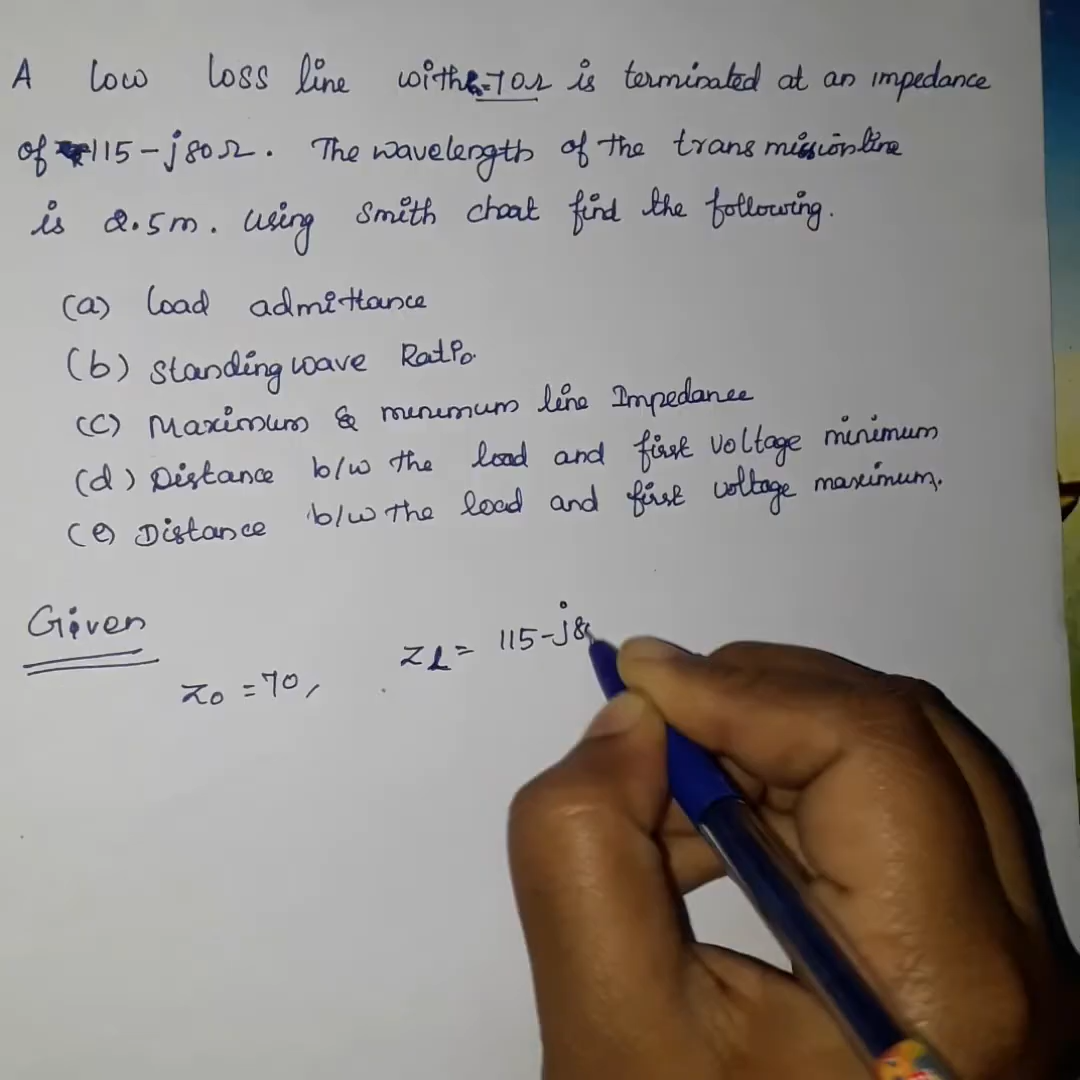 A low loss line with =70Ω is terminated at an impedance
of 115-j80Ω. The wavelength of the transmission line
is 2.5m. using smith chart find the following.
(a) load admittance
(b) standing wave Ratio.
(c) Maximum & minimum line Impedance
(d) Distance b/w the load and first voltage minimum
(e) Distance b/w the load and first voltage maximum.
Given
Z0 =70, ZL= 115-j8